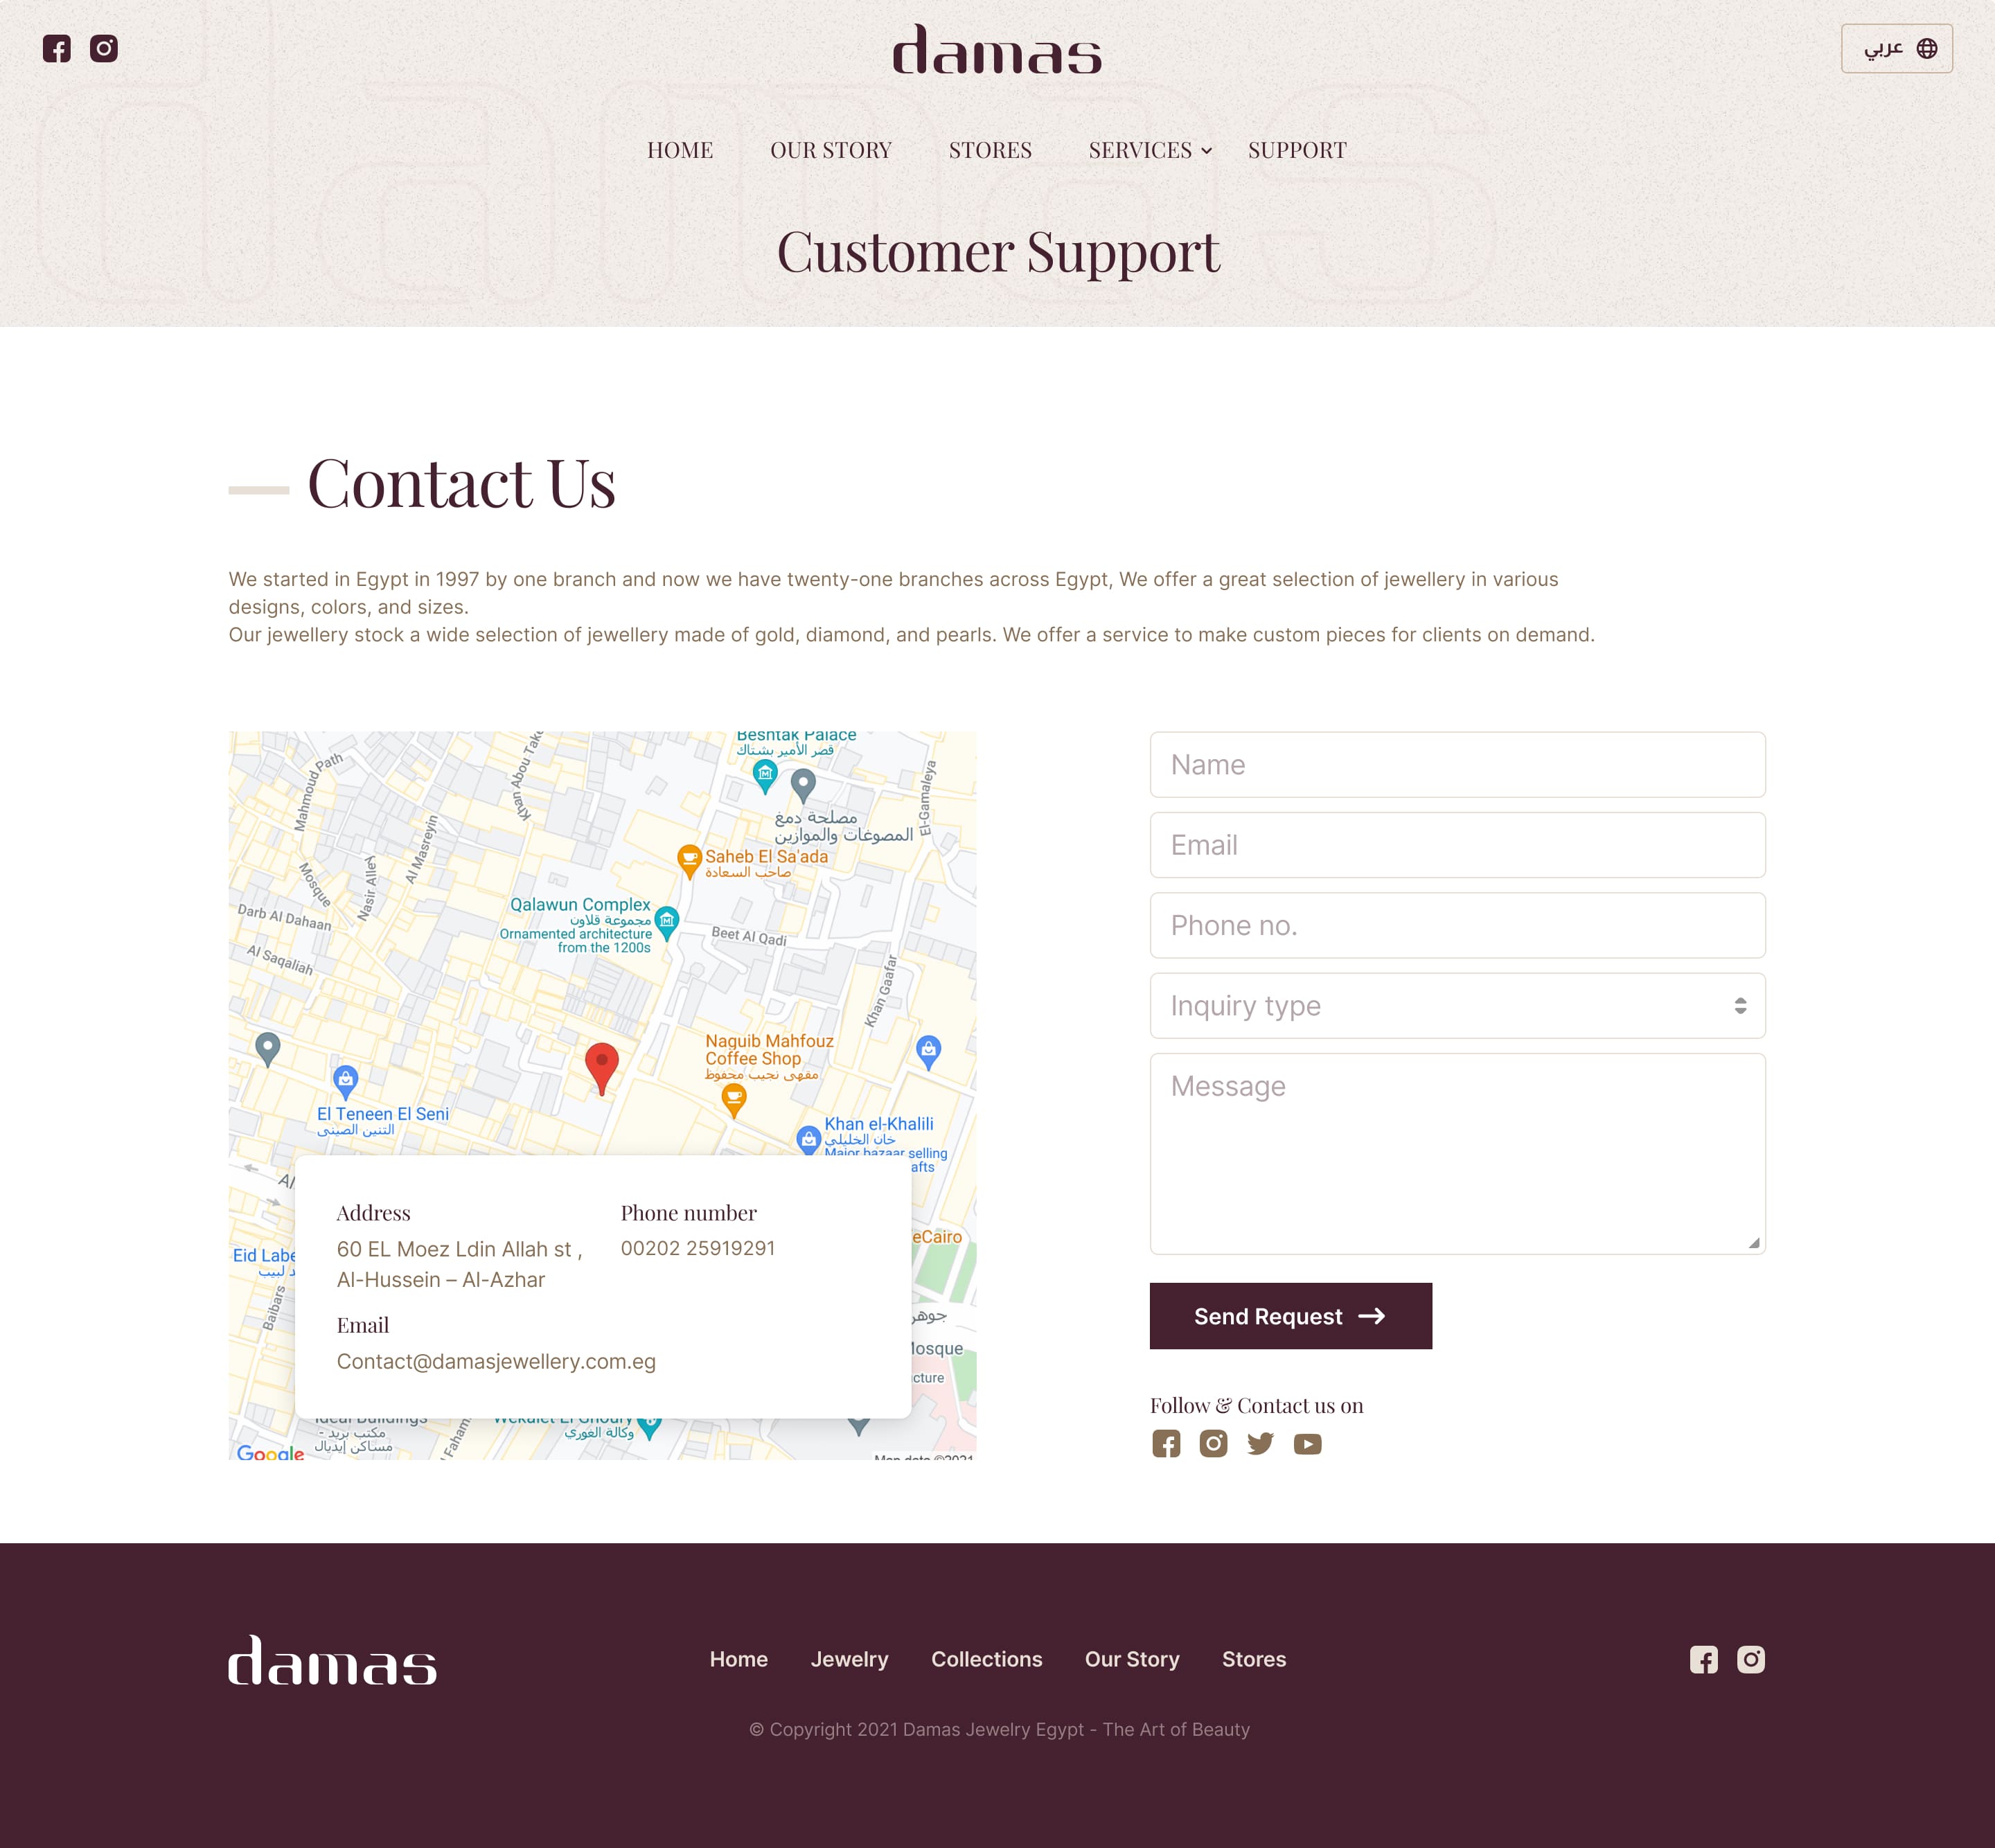 damas
عربي
HOME OUR STORY STORES SERVICES SUPPORT
Customer Support
Contact Us
We started in Egypt in 1997 by one branch and now we have twenty-one branches across Egypt, We offer a great selection of jewellery in various
designs, colors, and sizes.
Our jewellery stock a wide selection of jewellery made of gold, diamond, and pearls. We offer a service to make custom pieces for clients on demand.
Beshtak Palace
قصر الأمير بشتاك
Mahmoud Path
Khan Abou Take
El-Gamaleya
مصلحة دمغ
المصوغات والموازين
Al Masreyin
Saheb El Sa'ada
صاحب السعادة
Mosque
Nasir Alley
Qalawun Complex
مجموعة قلاون
Ornamented architecture
from the 1200s
Darb Al Dahaan
Beet Al Qadi
Al Saqaliah
Khan Gaafar
Naguib Mahfouz
Coffee Shop
مقهى نجيب محفوظ
El Teneen El Seni
التنين الصينى
Khan el-Khalili
خان الخليلي
Major bazaar selling
afts
Al
eCairo
Eid Labe
د لبيب
Baibars
جوهر
Mosque
cture
Address
60 EL Moez Ldin Allah st ,
Al-Hussein – Al-Azhar
Phone number
00202 25919291
Email
Contact@damasjewellery.com.eg
Ideal Buildings
مكتب بريد -
مساكن إيديال
Wekalet El Ghoury
وكالة الغوري
l Faham
Google
Map data ©2021
Name
Email
Phone no.
Inquiry type
Message
Send Request
Follow & Contact us on
damas
Home Jewelry Collections Our Story Stores
© Copyright 2021 Damas Jewelry Egypt - The Art of Beauty